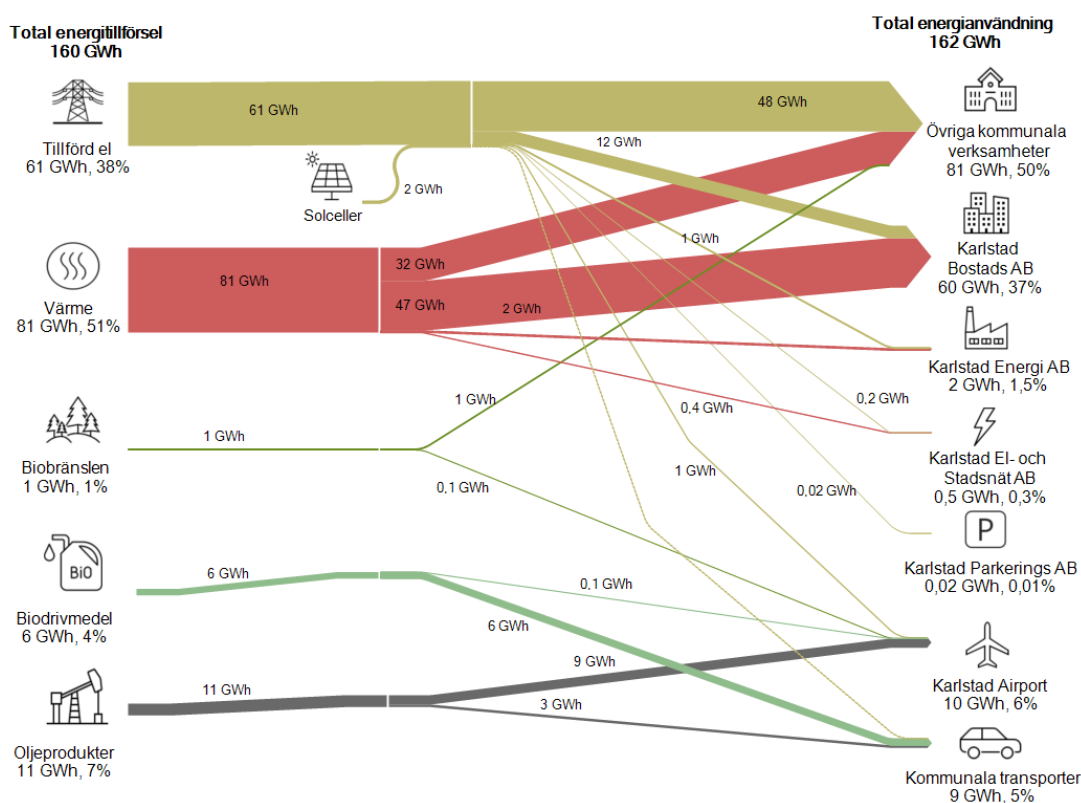 Total energitillförsel
160 GWh
Total energianvändning
162 GWh
61 GWh
48 GWh
Tillförd el
61 GWh, 38%
Övriga kommunala
verksamheter
81 GWh, 50%
12 GWh
2 GWh
Solceller
1 GWh
Karlstad
Bostads AB
60 GWh, 37%
Värme
81 GWh, 51%
81 GWh
32 GWh
47 GWh
2 GWh
Karlstad Energi AB
2 GWh, 1,5%
Biobränslen
1 GWh, 1%
1 GWh
1 GWh
0,1 GWh
0,4 GWh
0,2 GWh
1 GWh
0,02 GWh
Karlstad El- och
Stadsnät AB
0,5 GWh, 0,3%
P
Karlstad Parkerings AB
0,02 GWh, 0,01%
BiO
Biodrivmedel
6 GWh, 4%
6 GWh
0,1 GWh
6 GWh
9 GWh
Karlstad Airport
10 GWh, 6%
11 GWh
3 GWh
Oljeprodukter
11 GWh, 7%
Kommunala transporter
9 GWh, 5%